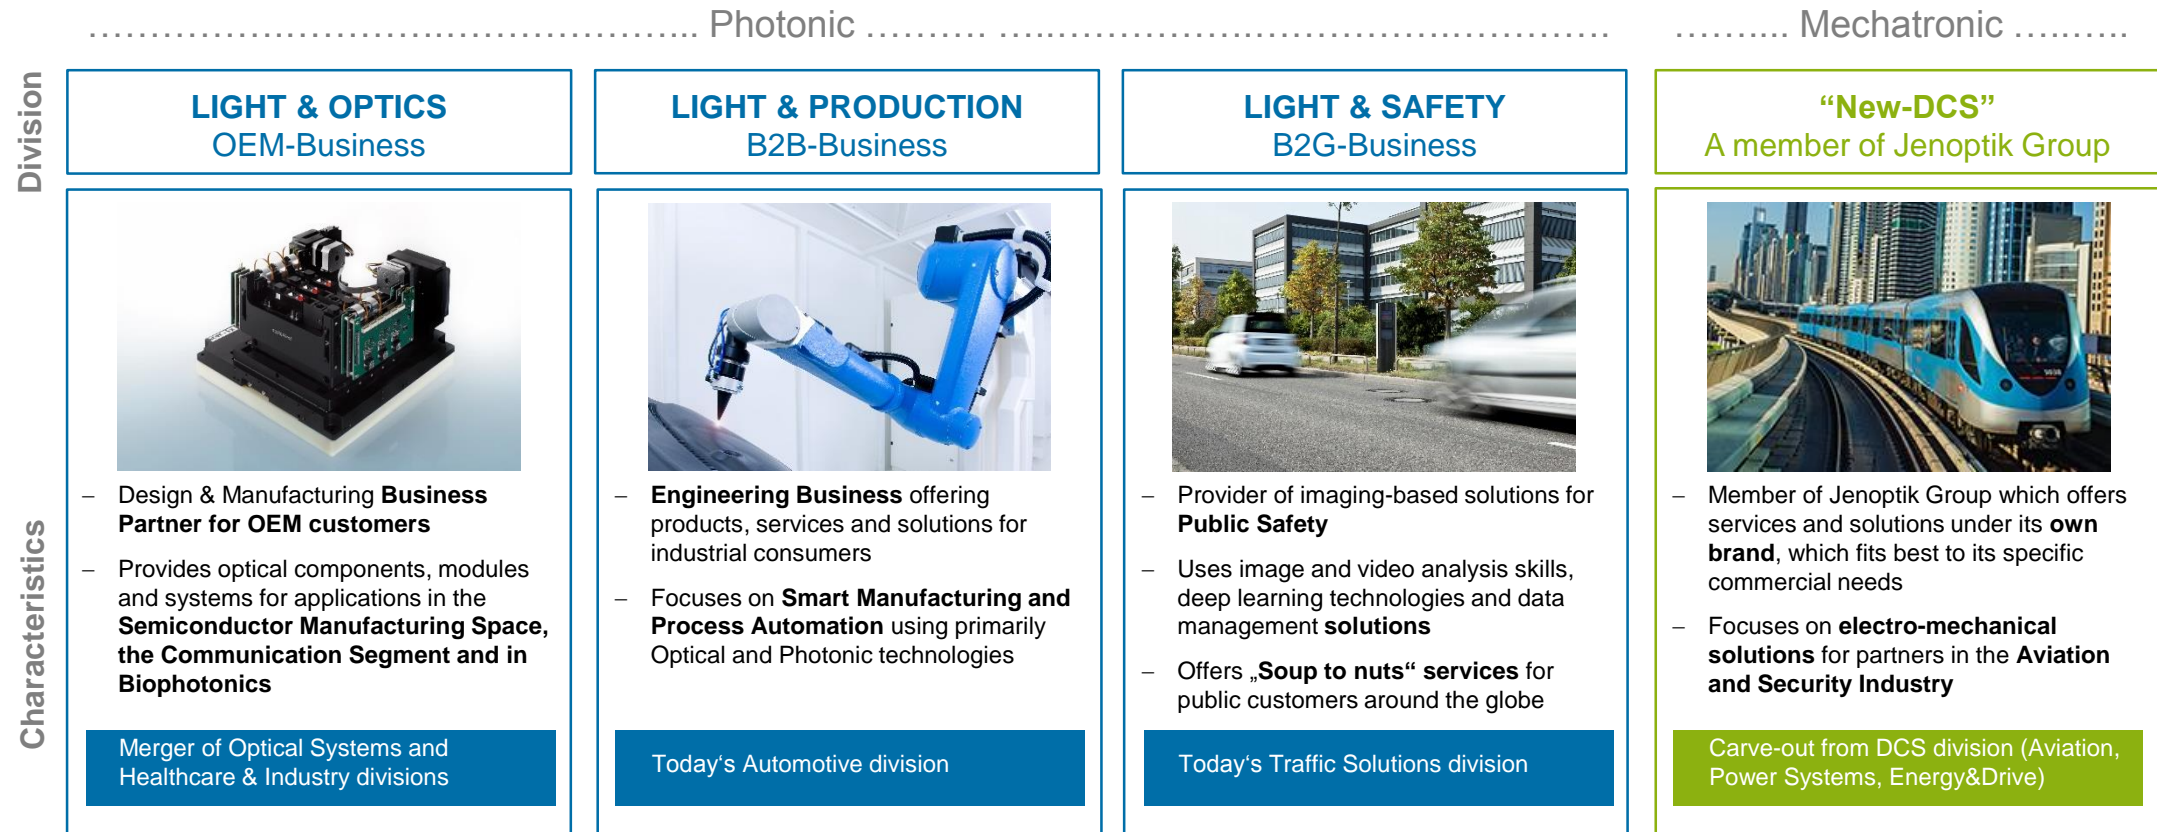 …………….…………….……………………... Photonic ………. …..…………….…………….…………. 
…….... Mechatronic …..…..
Division
LIGHT & OPTICS
OEM-Business
LIGHT & PRODUCTION
B2B-Business
LIGHT & SAFETY
B2G-Business
“New-DCS”
A member of Jenoptik Group
Characteristics
– Design & Manufacturing Business
Partner for OEM customers
– Provides optical components, modules
and systems for applications in the
Semiconductor Manufacturing Space,
the Communication Segment and in
Biophotonics
Merger of Optical Systems and
Healthcare & Industry divisions
– Engineering Business offering
products, services and solutions for
industrial consumers
– Focuses on Smart Manufacturing and
Process Automation using primarily
Optical and Photonic technologies
Today‘s Automotive division
– Provider of imaging-based solutions for
Public Safety
– Uses image and video analysis skills,
deep learning technologies and data
management solutions
– Offers „Soup to nuts“ services for
public customers around the globe
Today‘s Traffic Solutions division
– Member of Jenoptik Group which offers
services and solutions under its own
brand, which fits best to its specific
commercial needs
– Focuses on electro-mechanical
solutions for partners in the Aviation
and Security Industry
Carve-out from DCS division (Aviation,
Power Systems, Energy&Drive)